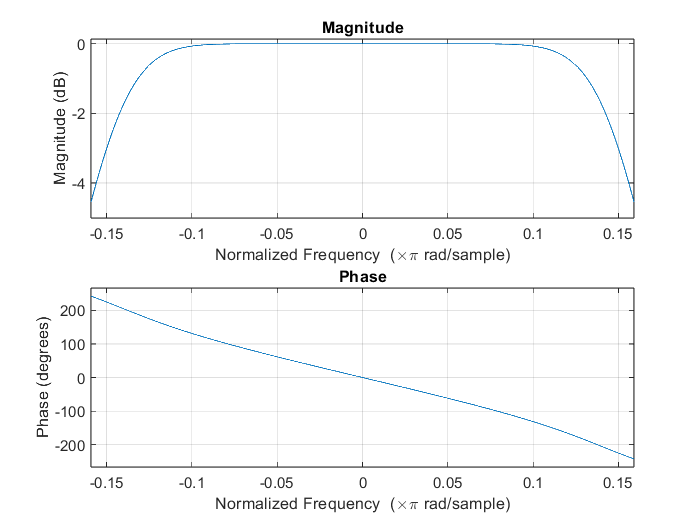 Magnitude
0
-2
-4
Magnitude (dB)
-0.15 -0.1 -0.05 0 0.05 0.1 0.15
Normalized Frequency (×π rad/sample)
Phase
200
100
0
-100
-200
Phase (degrees)
-0.15 -0.1 -0.05 0 0.05 0.1 0.15
Normalized Frequency (×π rad/sample)